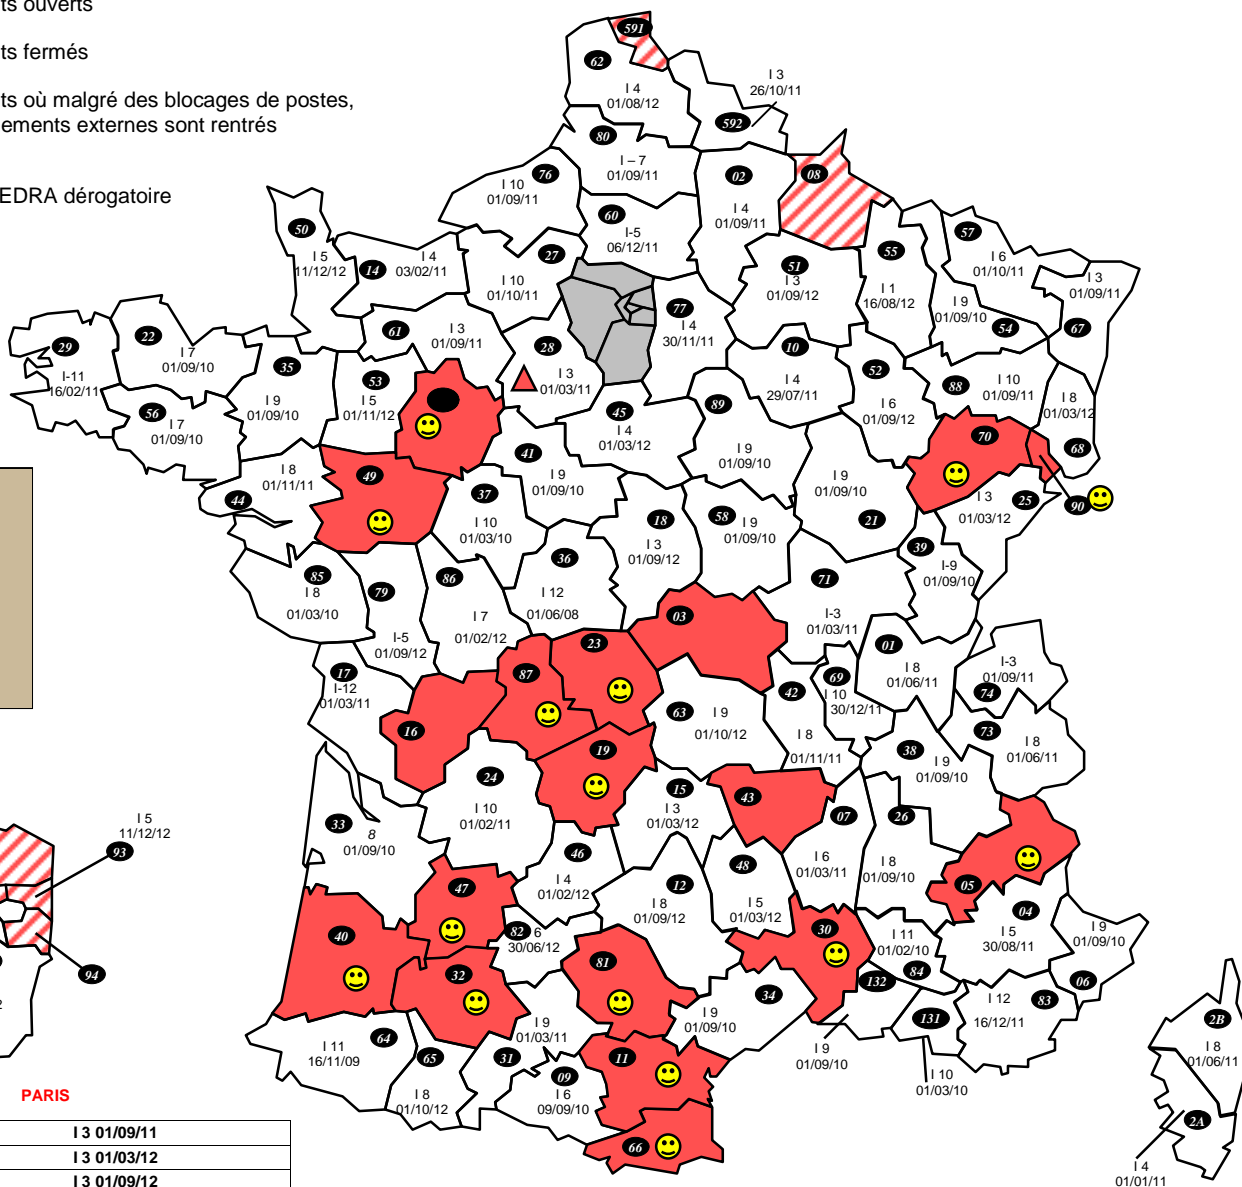 ts ouverts
ts fermés
ts où malgré des blocages de postes,
ements externes sont rentrés
EDRA dérogatoire
591
62
I 4
01/08/12
I 3
26/10/11
592
80
I – 7
01/09/11
76
I 10
01/09/11
02
I 4
01/09/11
08
60
I-5
06/12/11
50
I 5
11/12/12
14
I 4
03/02/11
27
I 10
01/10/11
51
I 3
01/09/12
55
I 1
16/08/12
57
I 6
01/10/11
I 3
01/09/11
67
I 9
01/09/10
54
77
I 4
30/11/11
61
I 3
01/09/11
28
I 3
01/03/11
10
I 4
29/07/11
52
I 6
01/09/12
88
I 10
01/09/11
I 8
01/03/12
68
29
I-11
16/02/11
22
I 7
01/09/10
35
I 9
01/09/10
53
I 5
01/11/12
56
I 7
01/09/10
45
I 4
01/03/12
89
I 9
01/09/10
70
41
I 9
01/09/10
I 8
01/11/11
44
49
37
I 10
01/03/10
18
I 3
01/09/12
58
I 9
01/09/10
I 9
01/09/10
21
I 3
01/03/12
25
90
39
I-9
01/09/10
85
I 8
01/03/10
79
I-5
01/09/12
86
I 7
01/02/12
36
I 12
01/06/08
71
I-3
01/03/11
03
23
87
01
I 8
01/06/11
I-3
01/09/11
74
17
I-12
01/03/11
16
69
I 10
30/12/11
42
I 8
01/11/11
63
I 9
01/10/12
73
I 8
01/06/11
38
I 9
01/09/10
19
24
I 10
01/02/11
15
I 3
01/03/12
43
07
I 6
01/03/11
26
I 8
01/09/10
05
33
8
01/09/10
46
I 4
01/02/12
48
I 5
01/03/12
12
I 8
01/09/12
47
82
6
30/06/12
30
I 11
01/02/10
84
04
I 5
30/08/11
I 9
01/09/10
06
40
32
81
34
I 9
01/09/10
132
I 9
01/09/10
131
I 10
01/03/10
I 12
83
16/12/11
I 11
16/11/09
64
65
I 8
01/10/12
I 9
01/03/11
31
09
I 6
09/09/10
11
66
2B
I 8
01/06/11
2A
I 4
01/01/11
I 5
11/12/12
93
94
2
PARIS
I 3 01/09/11
I 3 01/03/12
I 3 01/09/12